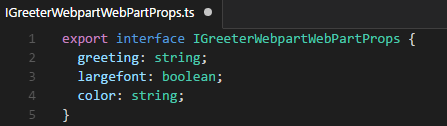 IGreeterWebpartWebPartProps.ts
1 export interface IGreeterWebpartWebPartProps {
2 greeting: string;
3 largefont: boolean;
4 color: string;
5 }